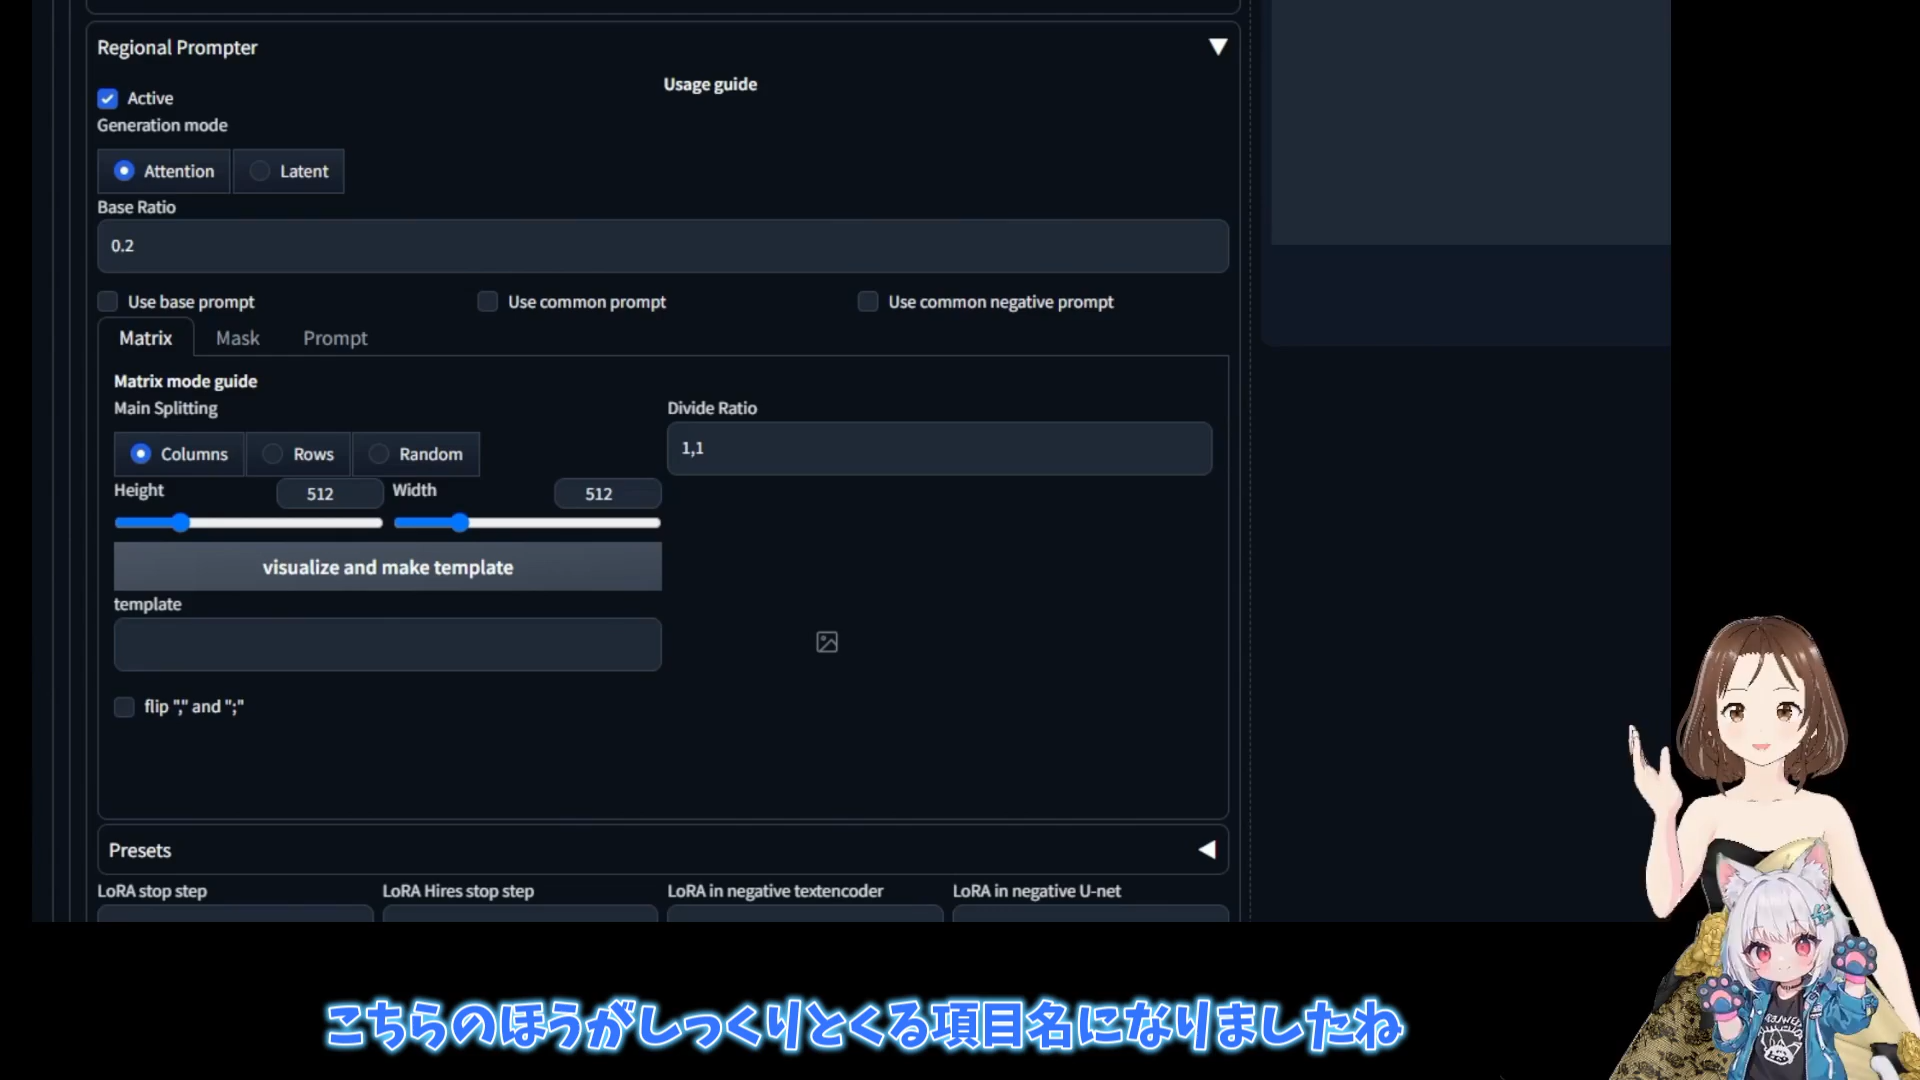 Regional Prompter
Usage guide
Active
Generation mode
Attention
Latent
Base Ratio
0.2
Use base prompt
Use common prompt
Use common negative prompt
Matrix
Mask
Prompt
Matrix mode guide
Main Splitting
Divide Ratio
Columns
Rows
Random
1,1
Height
512
Width
512
visualize and make template
template
flip "," and ";"
Presets
LoRA stop step
LoRA Hires stop step
LoRA in negative textencoder
LoRA in negative U-net
こちらのほうがしっくりとくる項目名になりましたね